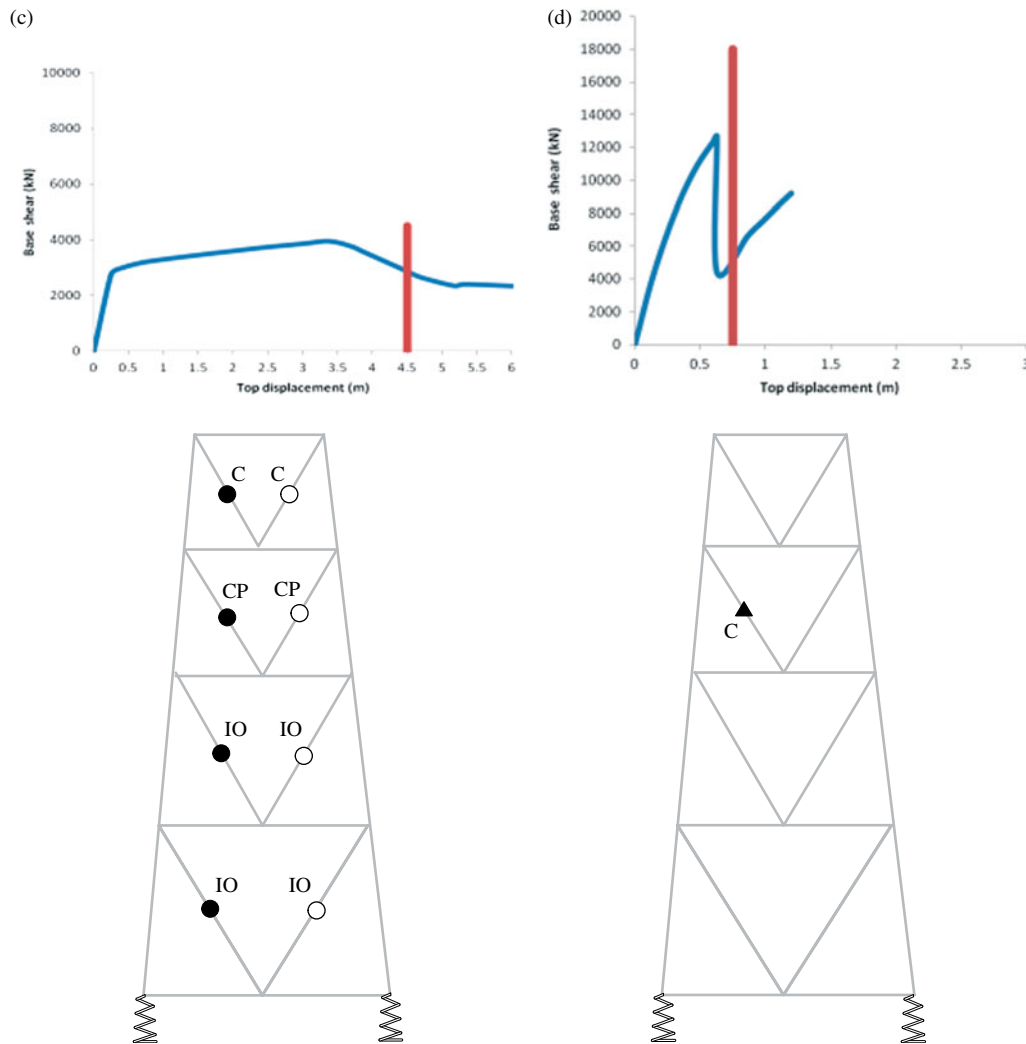 (c)
10000
8000
6000
4000
2000
0
Base shear (kN)
0 0.5 1 1.5 2 2.5 3 3.5 4 4.5 5 5.5 6
Top displacement (m)
(d)
20000
18000
16000
14000
12000
10000
8000
6000
4000
2000
0
Base shear (kN)
0 0.5 1 1.5 2 2.5 3
Top displacement (m)
C C
CP CP
IO IO
IO IO
C